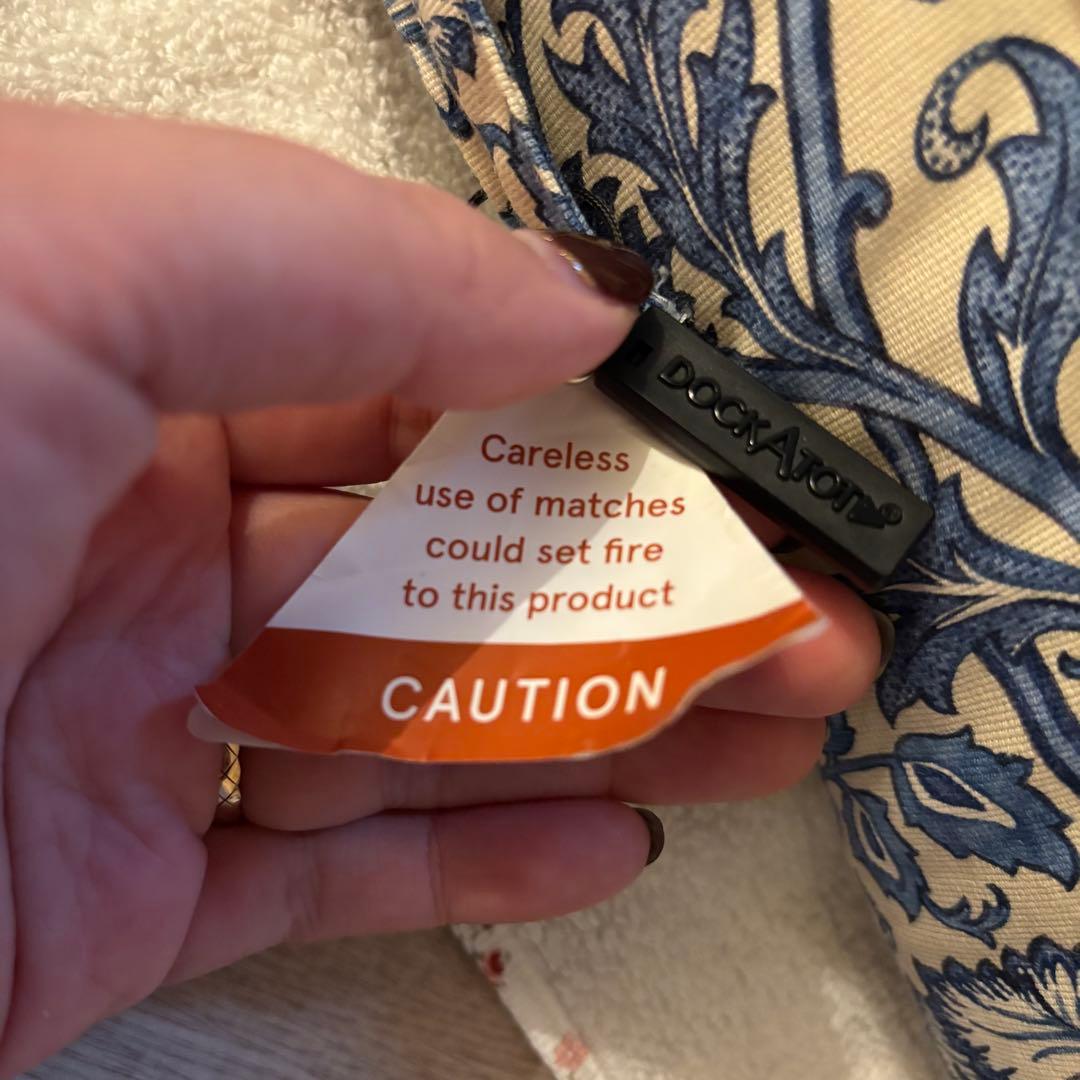 DOCKATOT®
Careless
use of matches
could set fire
to this product
CAUTION